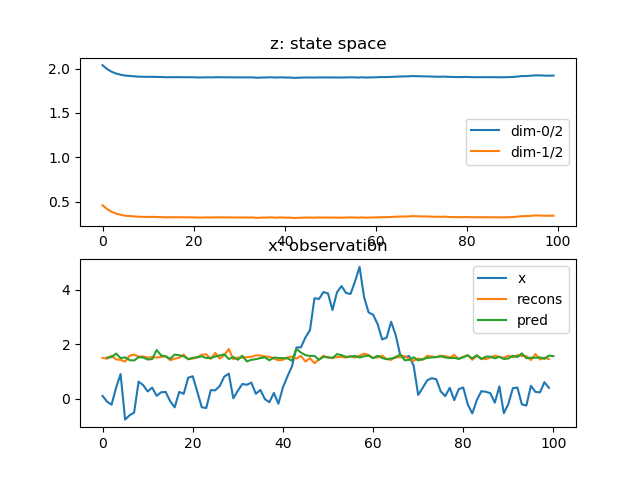 z: state space
2.0
1.5
1.0
0.5
dim-0/2
dim-1/2
0 20 40 60 80 100
x: observation
4
2
0
x
recons
pred
0 20 40 60 80 100